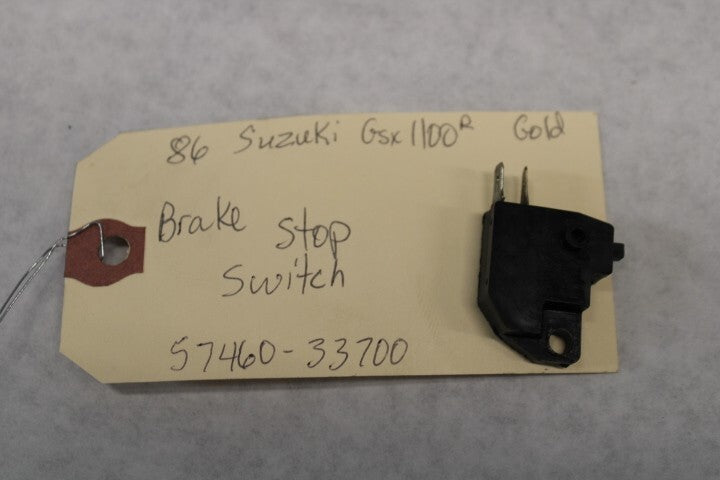 86 Suzuki Gsx1100R Gold
Brake Stop
Switch
57460-33700